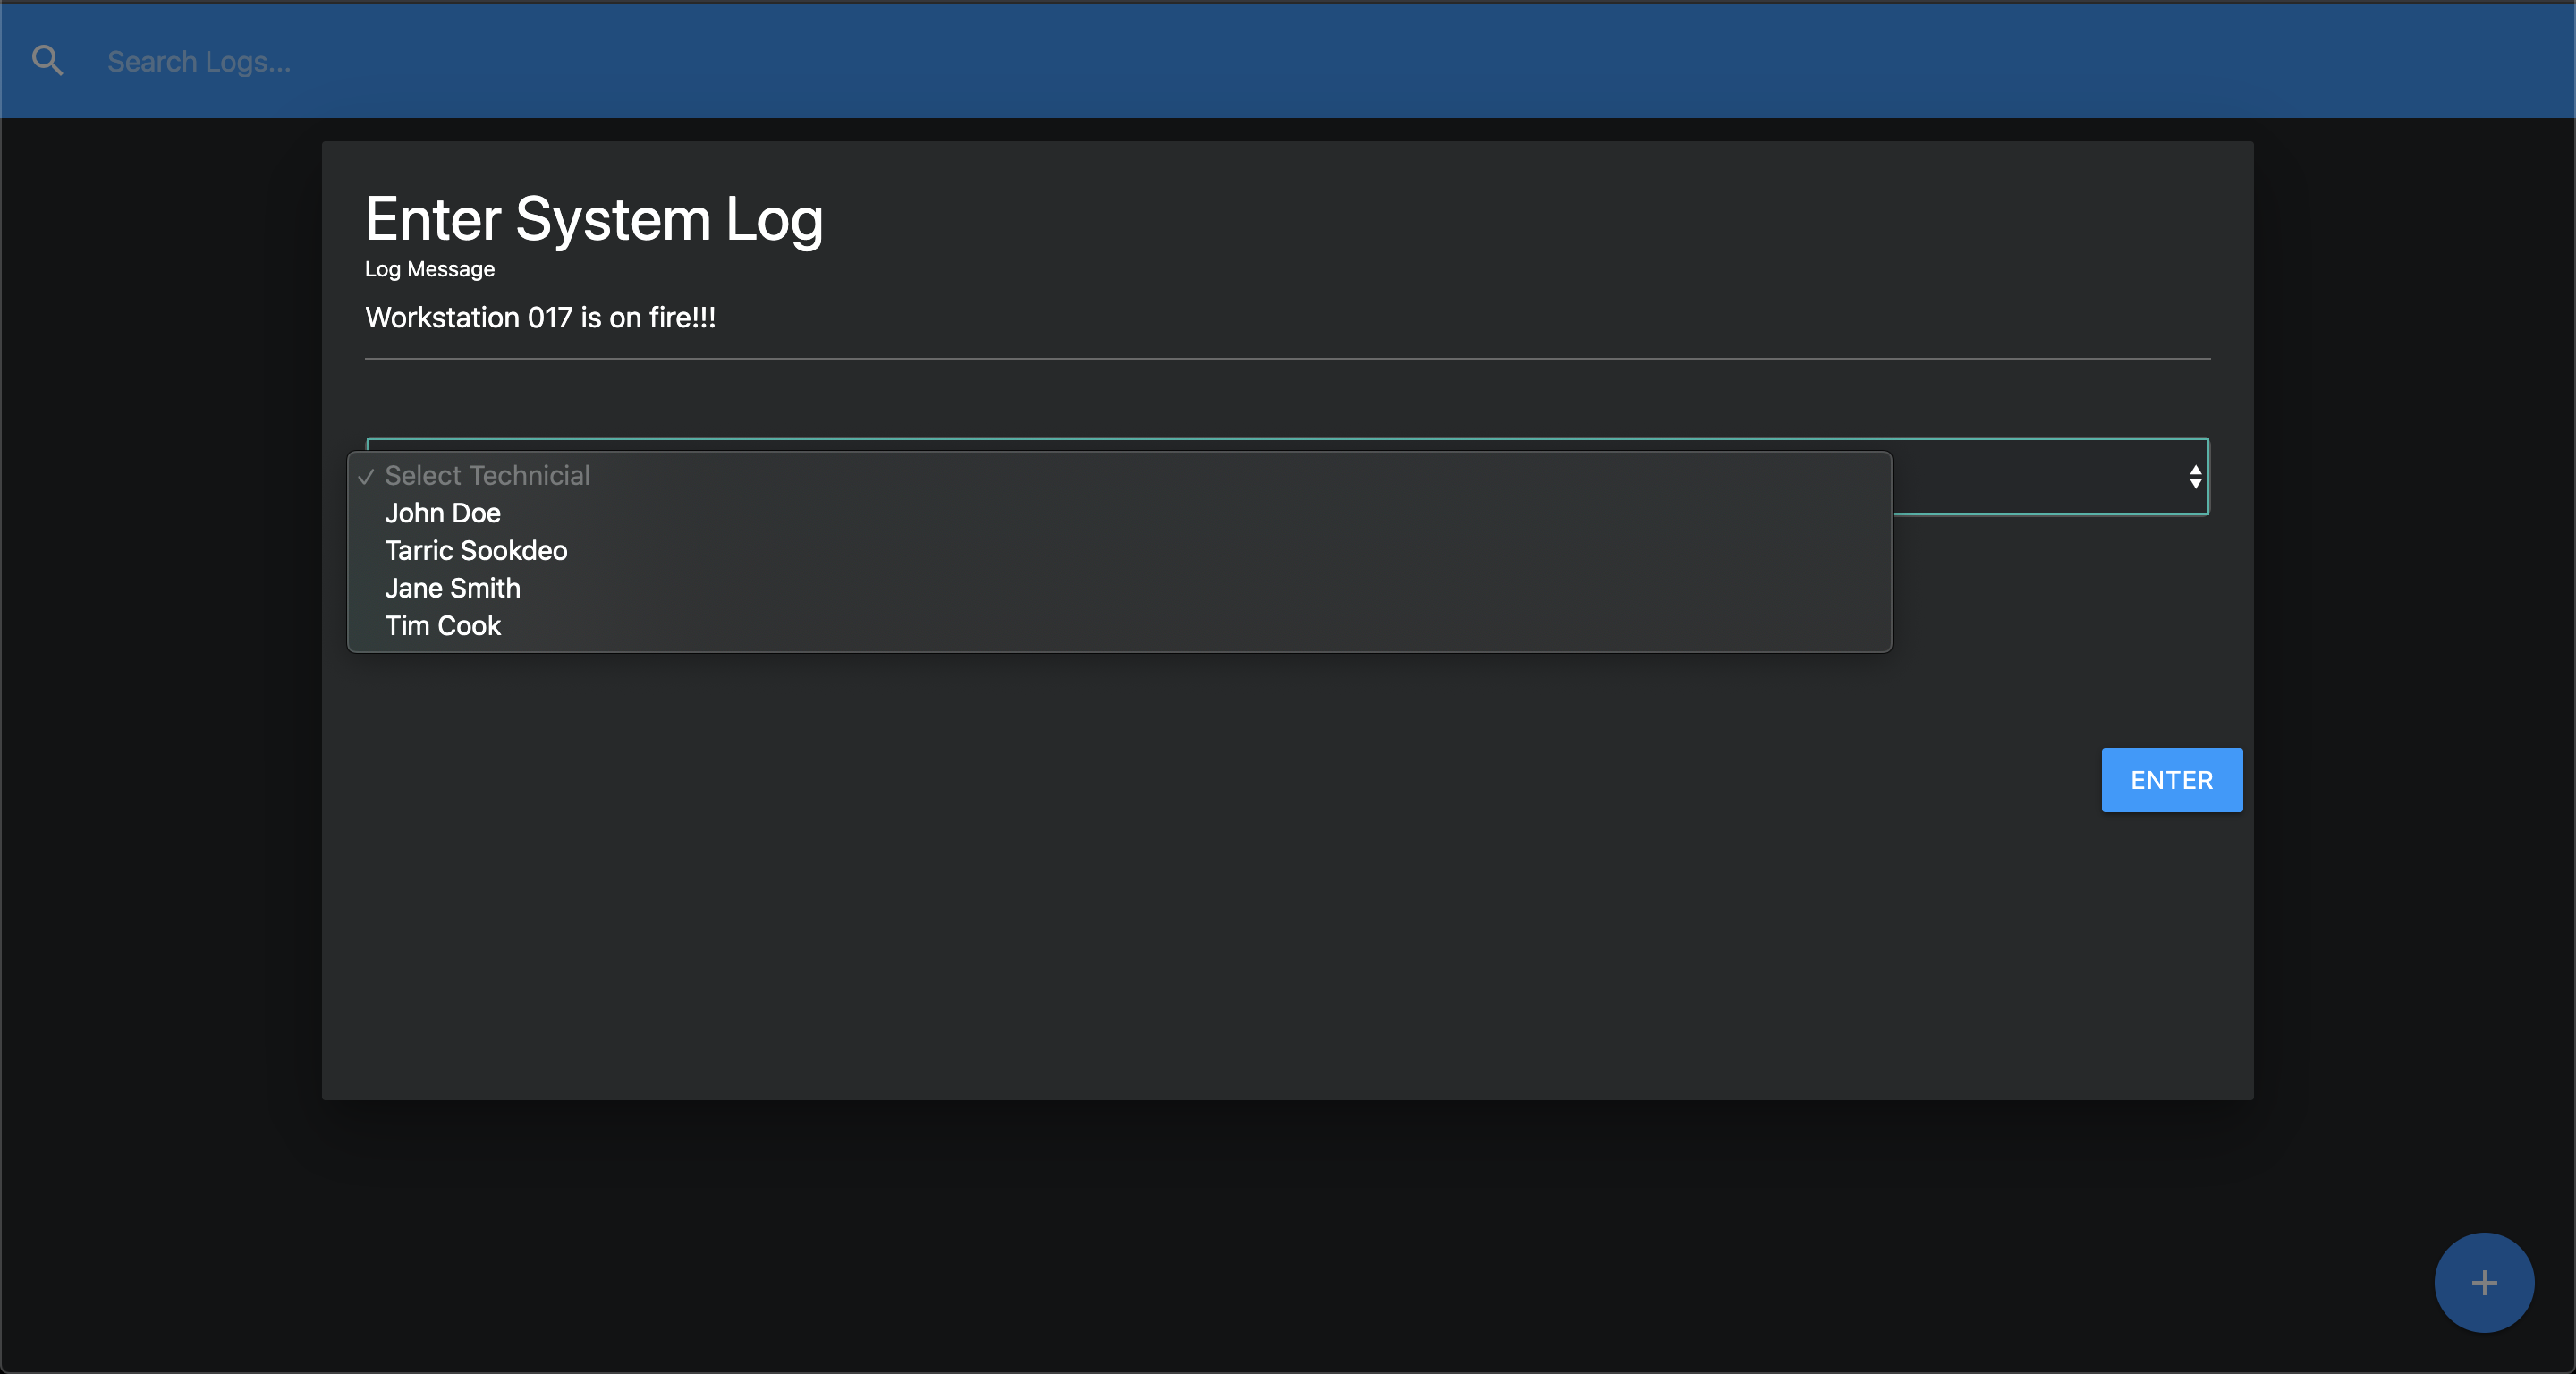 Search Logs...
Enter System Log
Log Message
Workstation 017 is on fire!!!
Select Technicial
John Doe
Tarric Sookdeo
Jane Smith
Tim Cook
ENTER